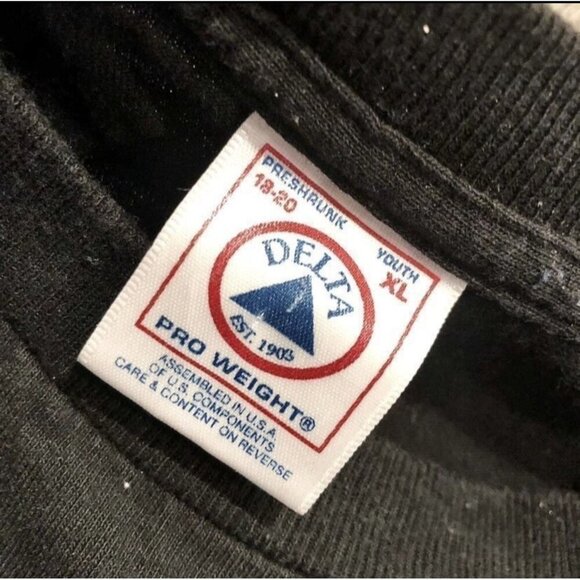 PRESHRUNK YOUTH
18-20 XL
DELTA
EST. 1903
PRO WEIGHT®
ASSEMBLED IN U.S.A.
OF U.S. COMPONENTS
CARE & CONTENT ON REVERSE